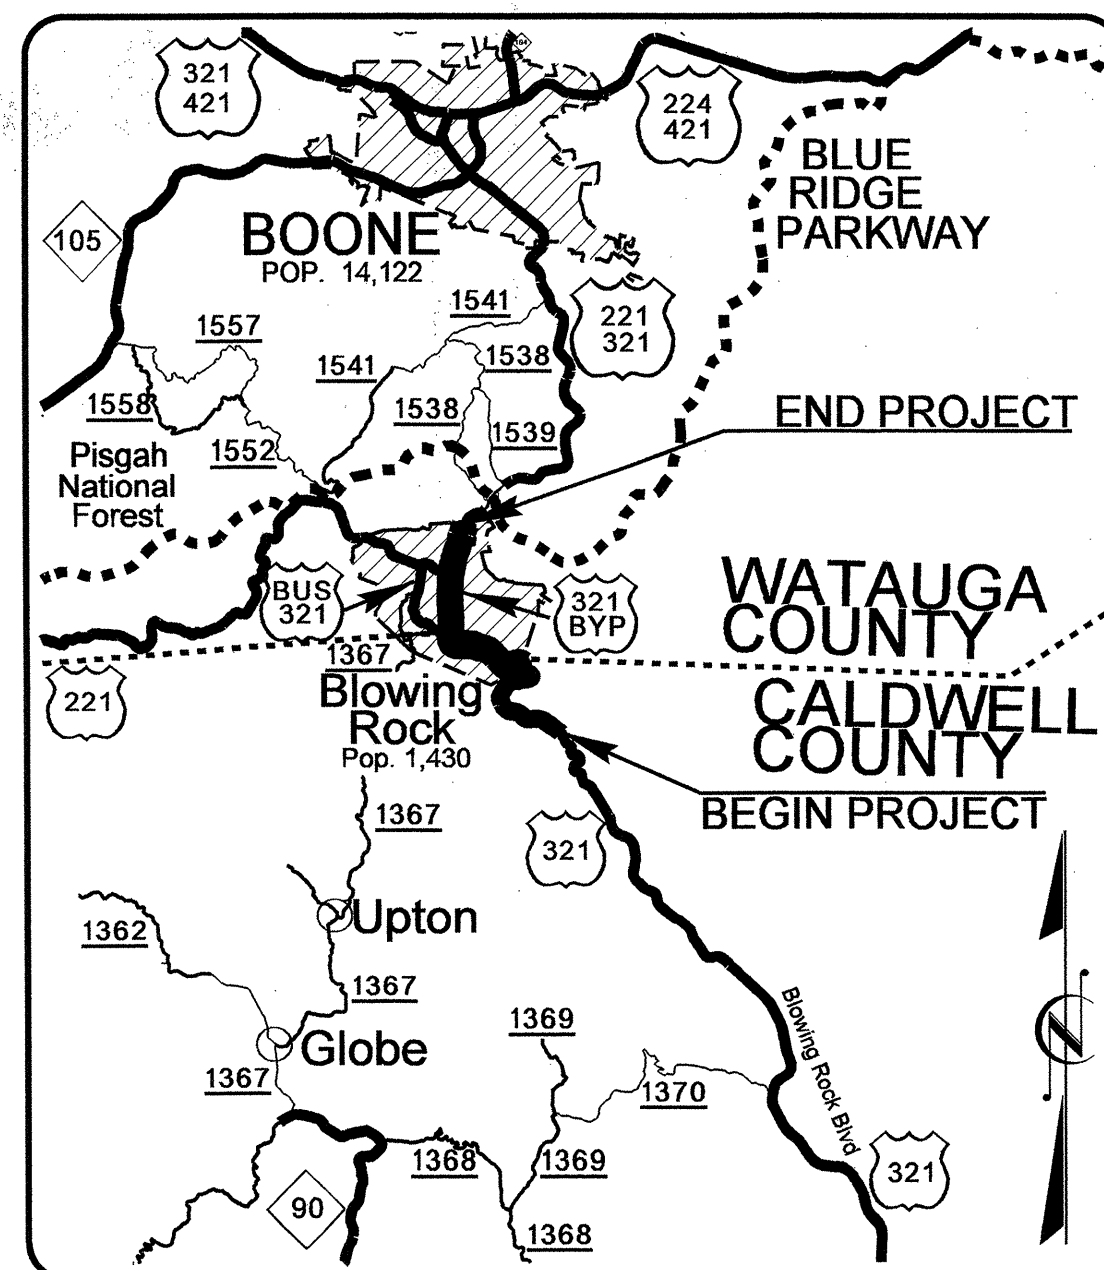 321
421
224
421
BLUE
RIDGE
PARKWAY
105
BOONE
POP. 14,122
221
321
1541
1557
1541
1538
1558
1538
1539
1552
END PROJECT
Pisgah
National
Forest
BUS
321
321
BYP
WATAUGA
COUNTY
1367
221
Blowing
Rock
Pop. 1,430
CALDWELL
COUNTY
BEGIN PROJECT
1367
321
Upton
1362
1367
Blowing Rock Blvd
1369
Globe
N
1367
1370
1368
1369
321
90
1368